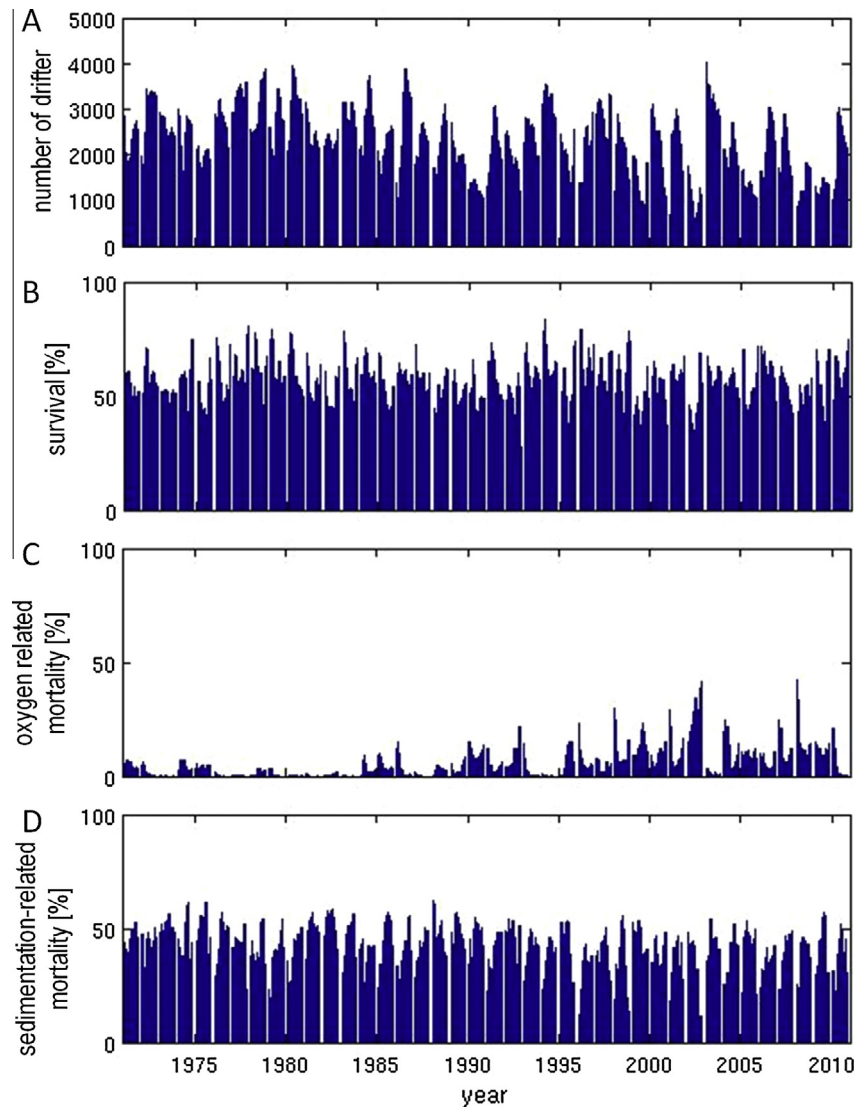 A
number of drifter
5000
4000
3000
2000
1000
0
B
survival [%]
100
50
0
C
oxygen related
mortality [%]
100
50
0
D
sedimentation-related
mortality [%]
100
50
0
1975 1980 1985 1990 1995 2000 2005 2010
year